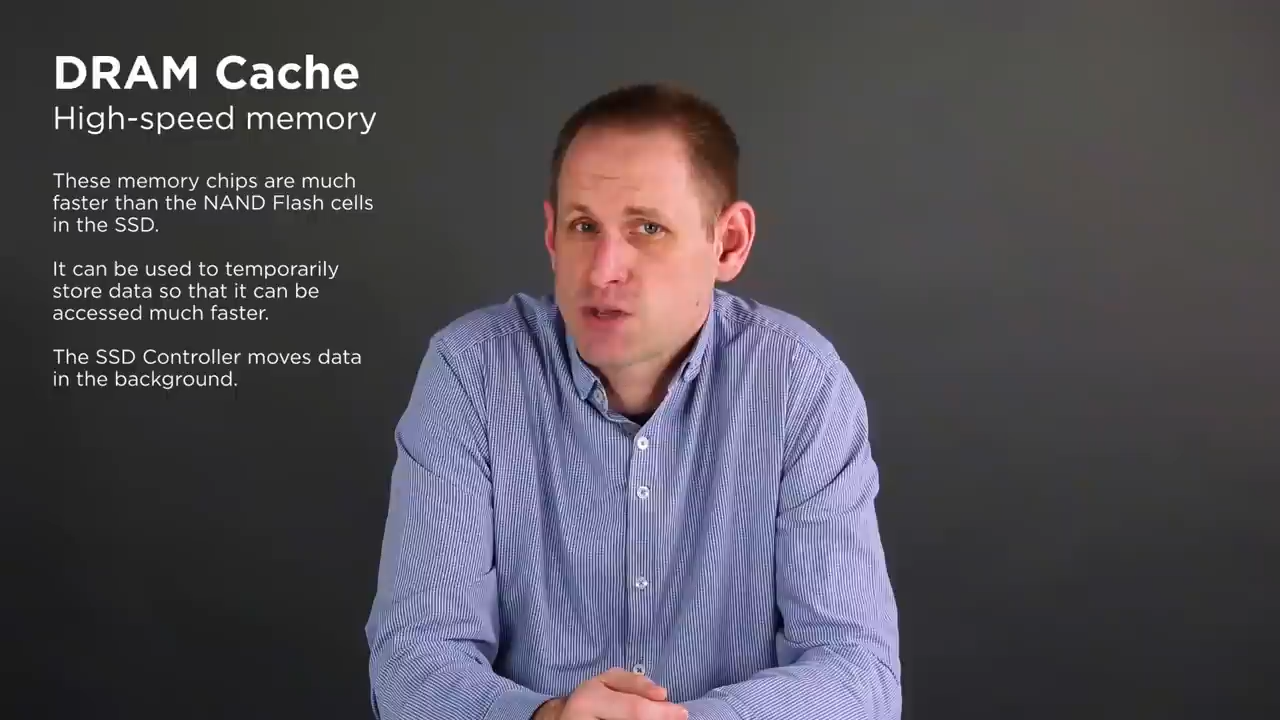 DRAM Cache
High-speed memory
These memory chips are much
faster than the NAND Flash cells
in the SSD.
It can be used to temporarily
store data so that it can be
accessed much faster.
The SSD Controller moves data
in the background.